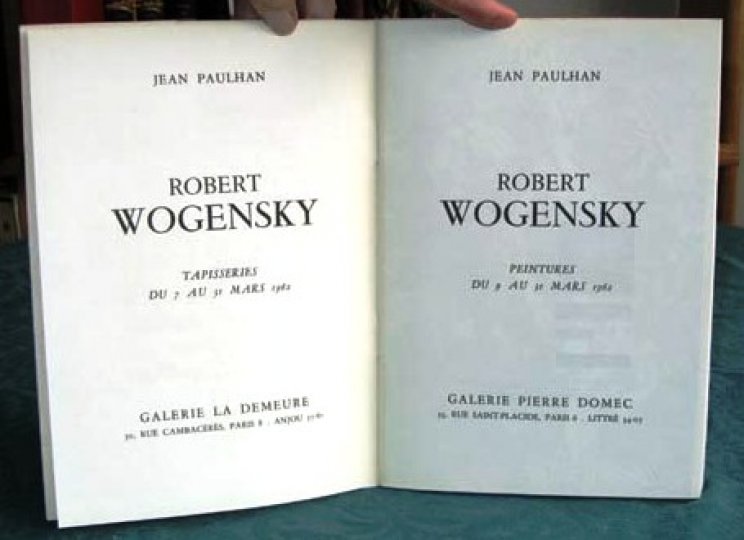 JEAN PAULHAN
ROBERT
WOGENSKY
TAPISSERIES
DU 7 AU 31 MARS 1962
GALERIE LA DEMEURE
30, RUE CAMBACÉRÈS, PARIS 8 . ANJOU
JEAN PAULHAN
ROBERT
WOGENSKY
PEINTURES
DU 9 AU 31 MARS 1962
GALERIE PIERRE DOMEC
RUE SAINT-PLACIDE, PARIS 6 . LITTRÉ